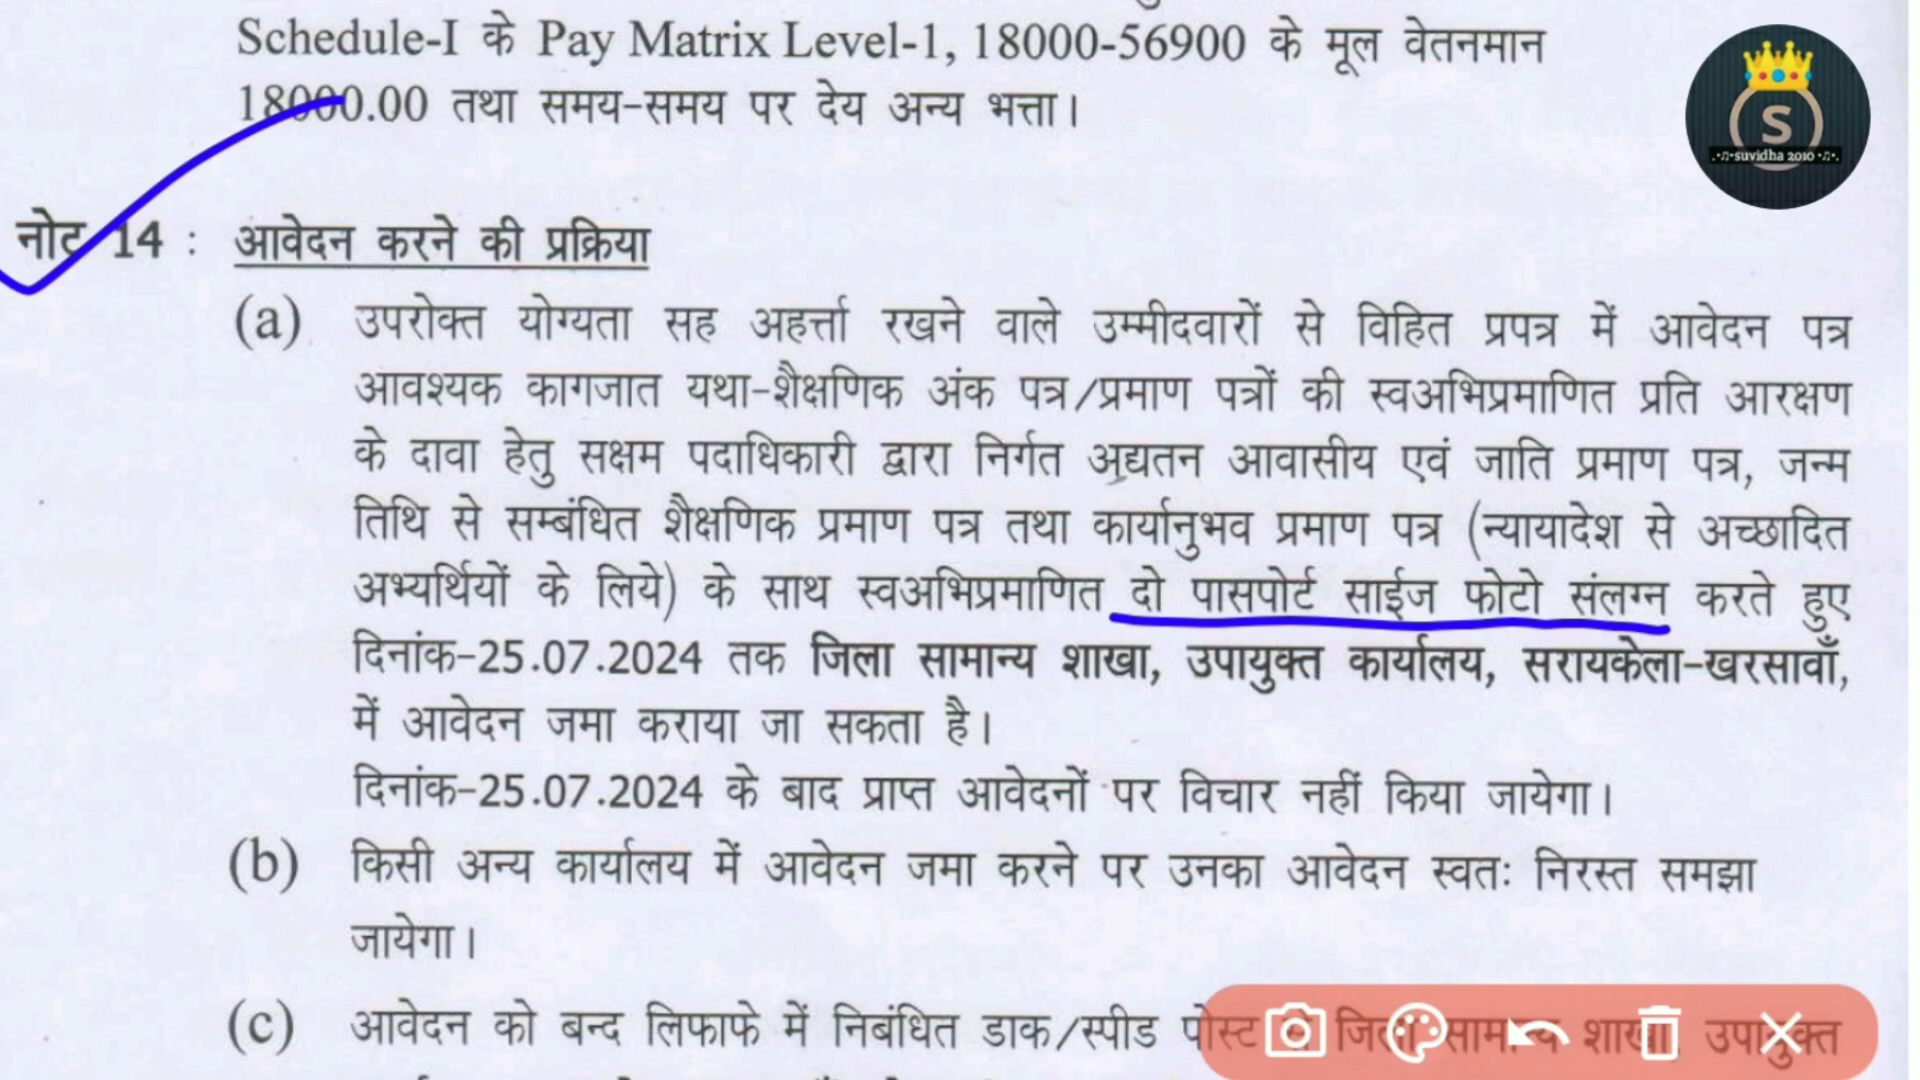 Schedule-I के Pay Matrix Level-1, 18000-56900 के मूल वेतनमान
18000.00 तथा समय-समय पर देय अन्य भत्ता।
S
suvidha 2010
नोट 14 : आवेदन करने की प्रक्रिया
(a) उपरोक्त योग्यता सह अहर्त्ता रखने वाले उम्मीदवारों से विहित प्रपत्र में आवेदन पत्र
आवश्यक कागजात यथा-शैक्षणिक अंक पत्र/प्रमाण पत्रों की स्वअभिप्रमाणित प्रति आरक्षण
के दावा हेतु सक्षम पदाधिकारी द्वारा निर्गत अद्यतन आवासीय एवं जाति प्रमाण पत्र, जन्म
तिथि से सम्बंधित शैक्षणिक प्रमाण पत्र तथा कार्यानुभव प्रमाण पत्र (न्यायादेश से अच्छादित
अभ्यर्थियों के लिये) के साथ स्वअभिप्रमाणित दो पासपोर्ट साईज फोटो संलग्न करते हुए
दिनांक-25.07.2024 तक जिला सामान्य शाखा, उपायुक्त कार्यालय, सरायकेला-खरसावाँ,
में आवेदन जमा कराया जा सकता है।
दिनांक-25.07.2024 के बाद प्राप्त आवेदनों पर विचार नहीं किया जायेगा।
(b) किसी अन्य कार्यालय में आवेदन जमा करने पर उनका आवेदन स्वतः निरस्त समझा
जायेगा।
(c) आवेदन को बन्द लिफाफे में निबंधित डाक/स्पीड पोस्ट से जिला सामान्य शाखा, उपायुक्त